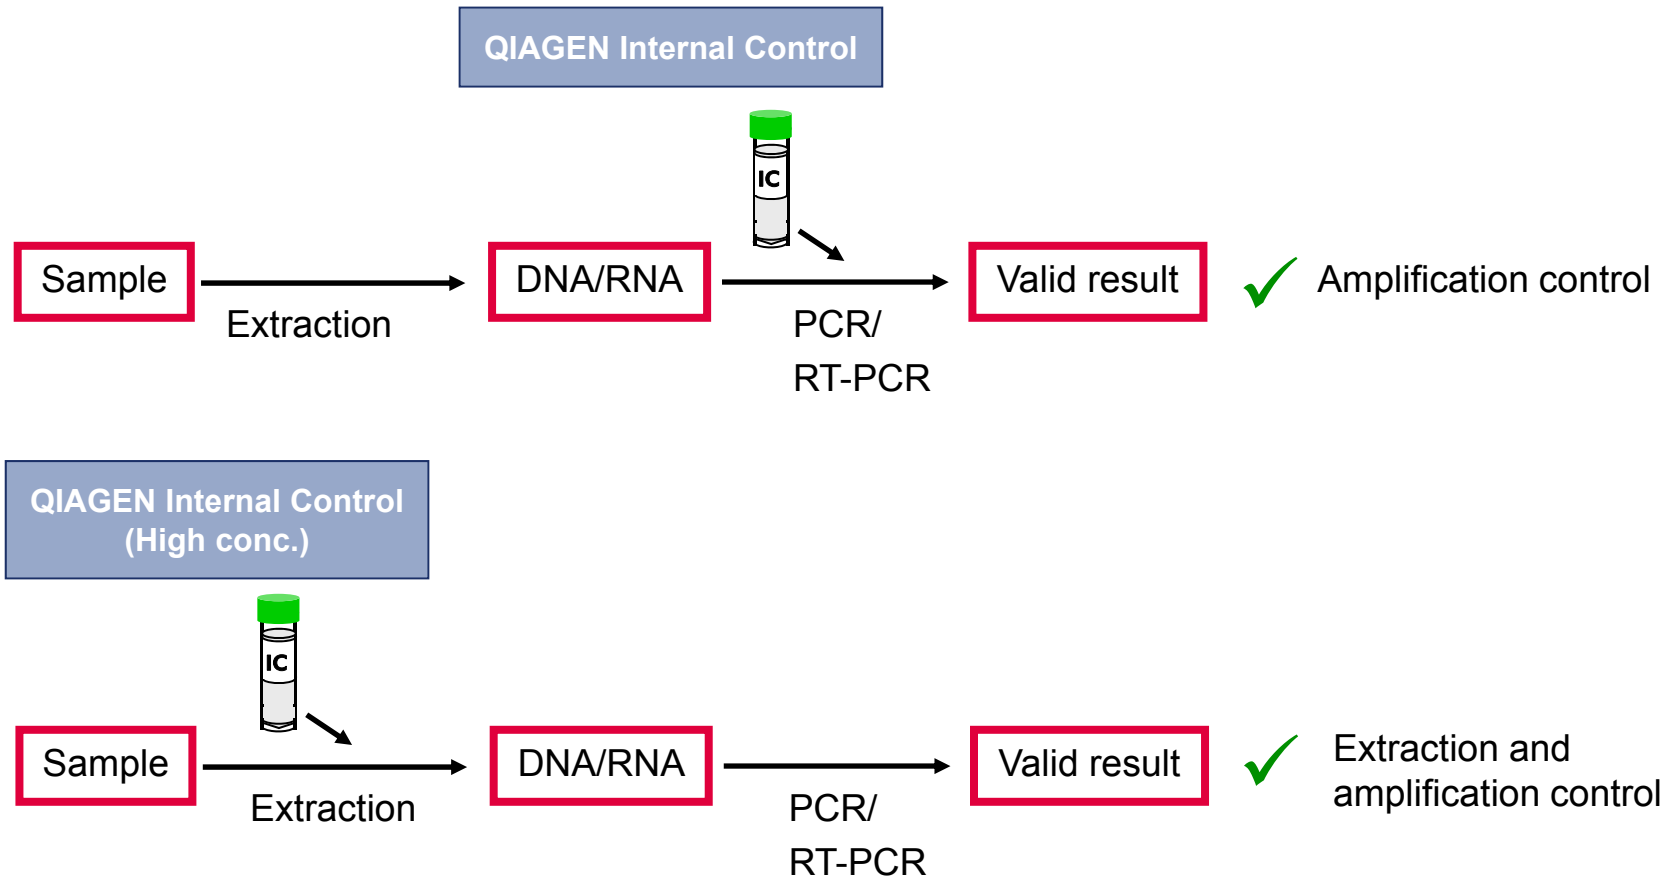 QIAGEN Internal Control
IC
Sample
Extraction
DNA/RNA
PCR/
RT-PCR
Valid result
Amplification control
QIAGEN Internal Control
(High conc.)
IC
Sample
Extraction
DNA/RNA
PCR/
RT-PCR
Valid result
Extraction and
amplification control